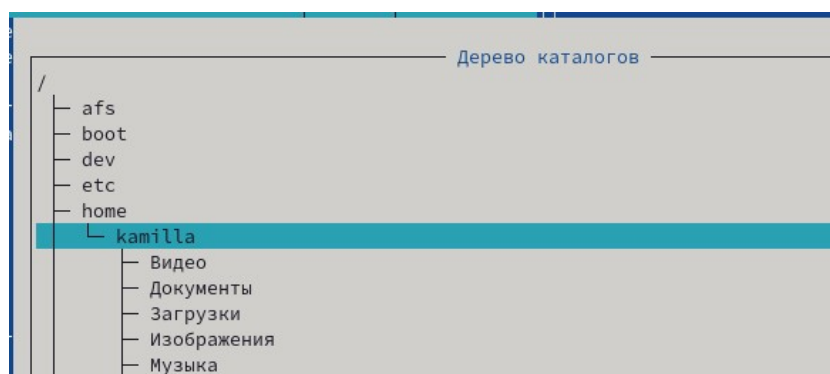 Дерево каталогов
/
afs
boot
dev
etc
home
kamilla
Видео
Документы
Загрузки
Изображения
Музыка